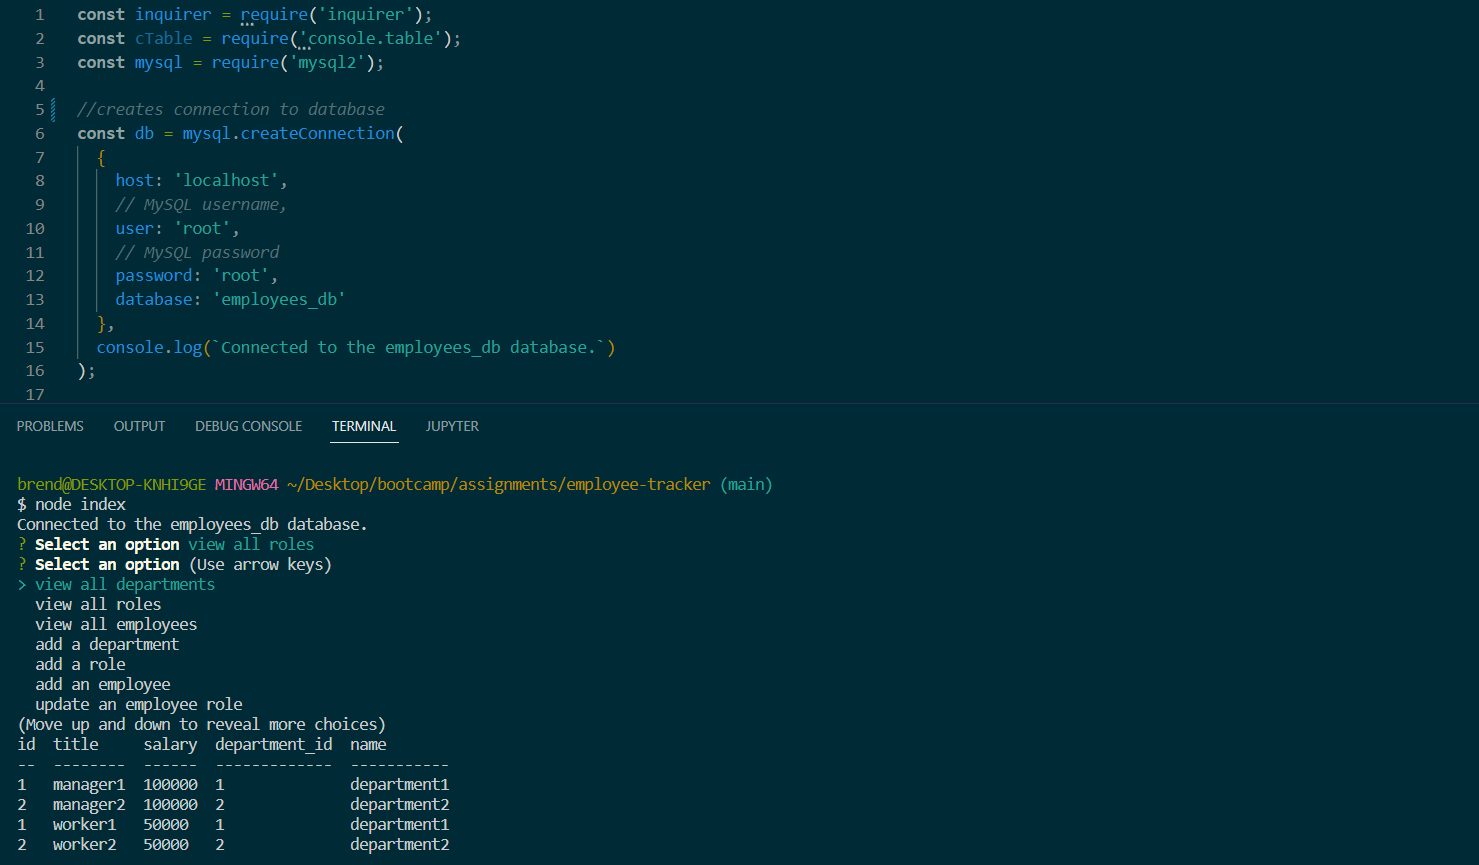 1 const inquirer = require('inquirer');
2 const cTable = require('console.table');
3 const mysql = require('mysql2');
4
5 //creates connection to database
6 const db = mysql.createConnection(
7 {
8 host: 'localhost',
9 // MySQL username,
10 user: 'root',
11 // MySQL password
12 password: 'root',
13 database: 'employees_db'
14 },
15 console.log(`Connected to the employees_db database.`)
16 );
17
PROBLEMS OUTPUT DEBUG CONSOLE TERMINAL JUPYTER
brend@DESKTOP-KNHI9GE MINGW64 ~/Desktop/bootcamp/assignments/employee-tracker (main)
$ node index
Connected to the employees_db database.
? Select an option view all roles
? Select an option (Use arrow keys)
> view all departments
view all roles
view all employees
add a department
add a role
add an employee
update an employee role
(Move up and down to reveal more choices)
id title salary department_id name
-- -------- ------ ------------- -----------
1 manager1 100000 1 department1
2 manager2 100000 2 department2
1 worker1 50000 1 department1
2 worker2 50000 2 department2